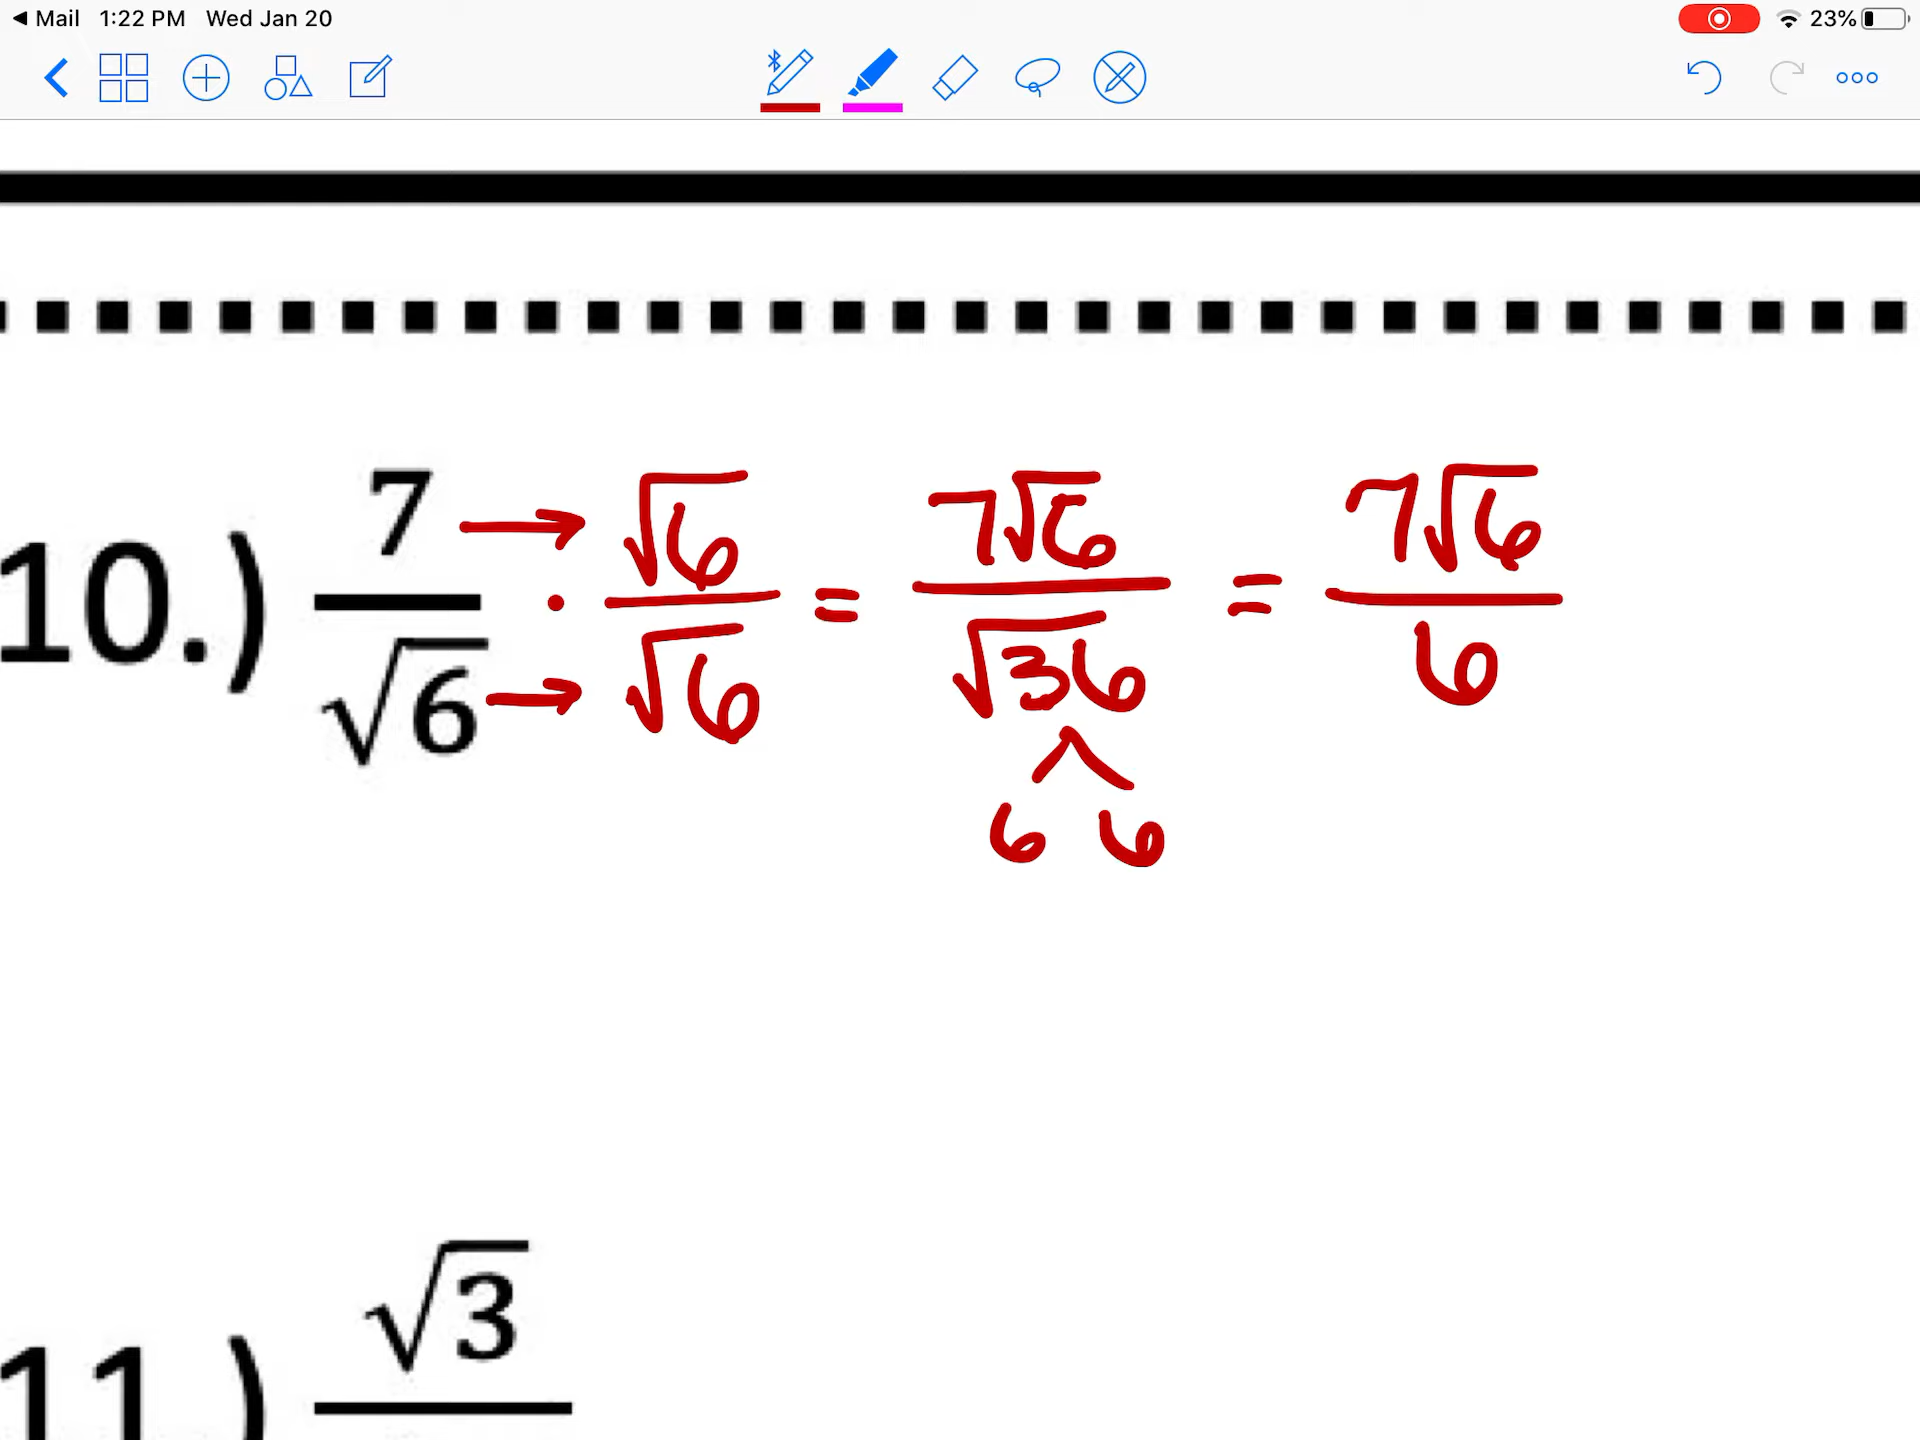 ◀ Mail 1:22 PM Wed Jan 20 23%
10.) 7/√6 → → · √6/√6 = 7√6/√36 = 7√6/6
6 6
11.) √3